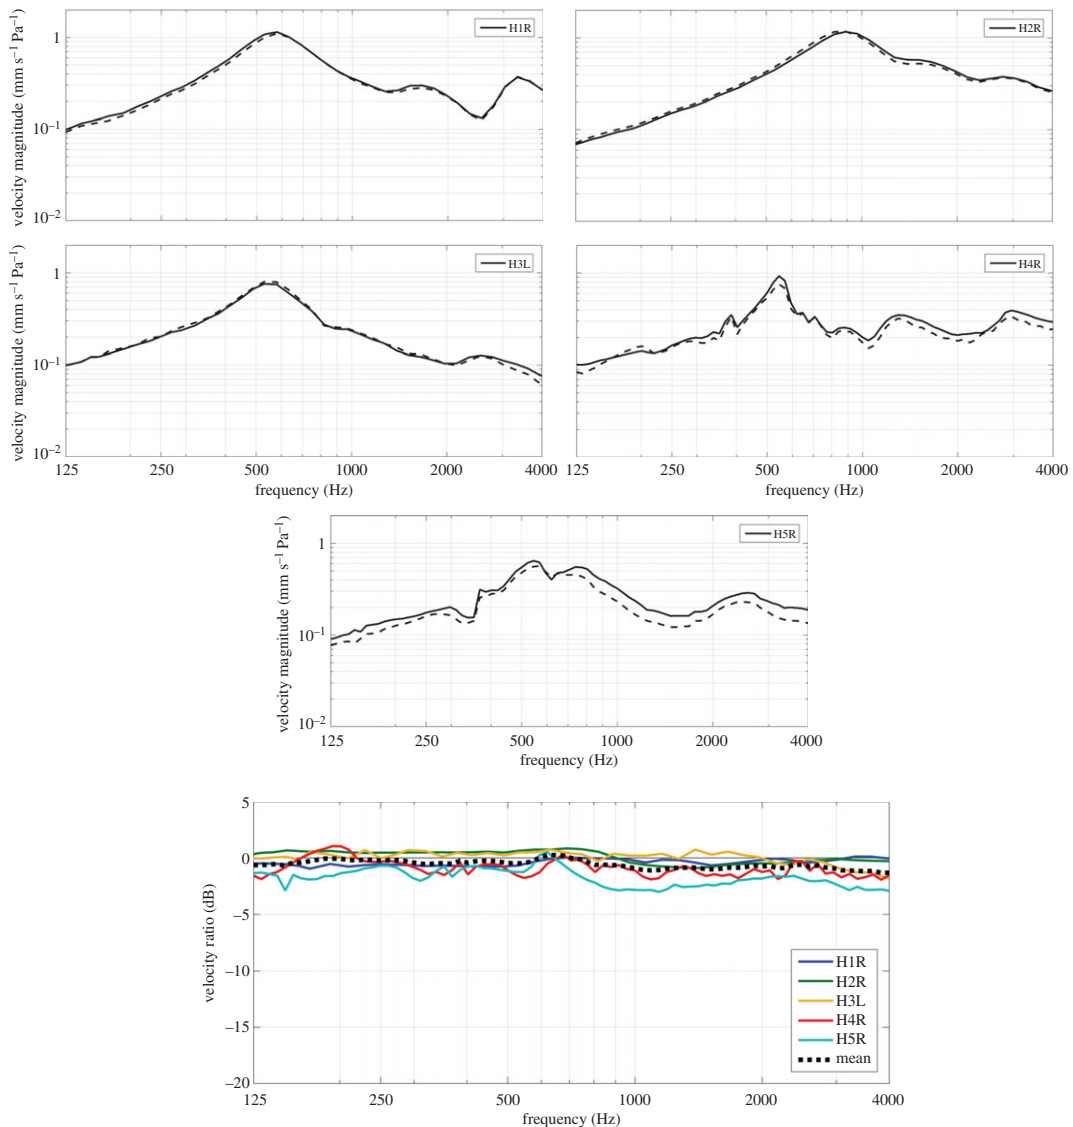 H1R
H2R
velocity magnitude (mm s⁻¹ Pa⁻¹)
1
10⁻¹
10⁻²
H3L
H4R
velocity magnitude (mm s⁻¹ Pa⁻¹)
1
10⁻¹
10⁻²
125 250 500 1000 2000 4000
125 250 500 1000 2000 4000
frequency (Hz)
frequency (Hz)
H5R
velocity magnitude (mm s⁻¹ Pa⁻¹)
1
10⁻¹
10⁻²
125 250 500 1000 2000 4000
frequency (Hz)
velocity ratio (dB)
5
0
−5
−10
−15
−20
H1R
H2R
H3L
H4R
H5R
mean
125 250 500 1000 2000 4000
frequency (Hz)